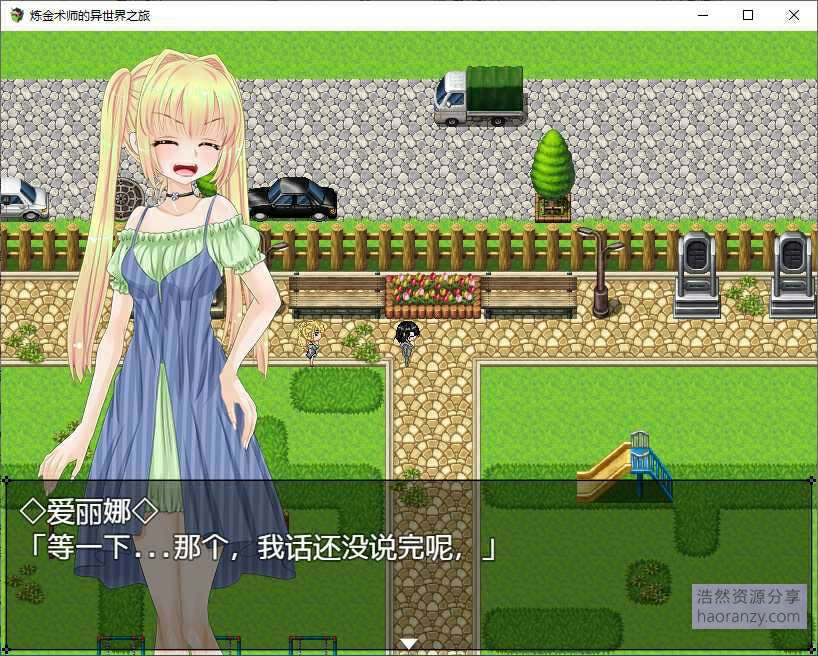 炼金术师的异世界之旅
◇爱丽娜◇
「等一下...那个，我话还没说完呢，」
浩然资源分享
haoranzy.com